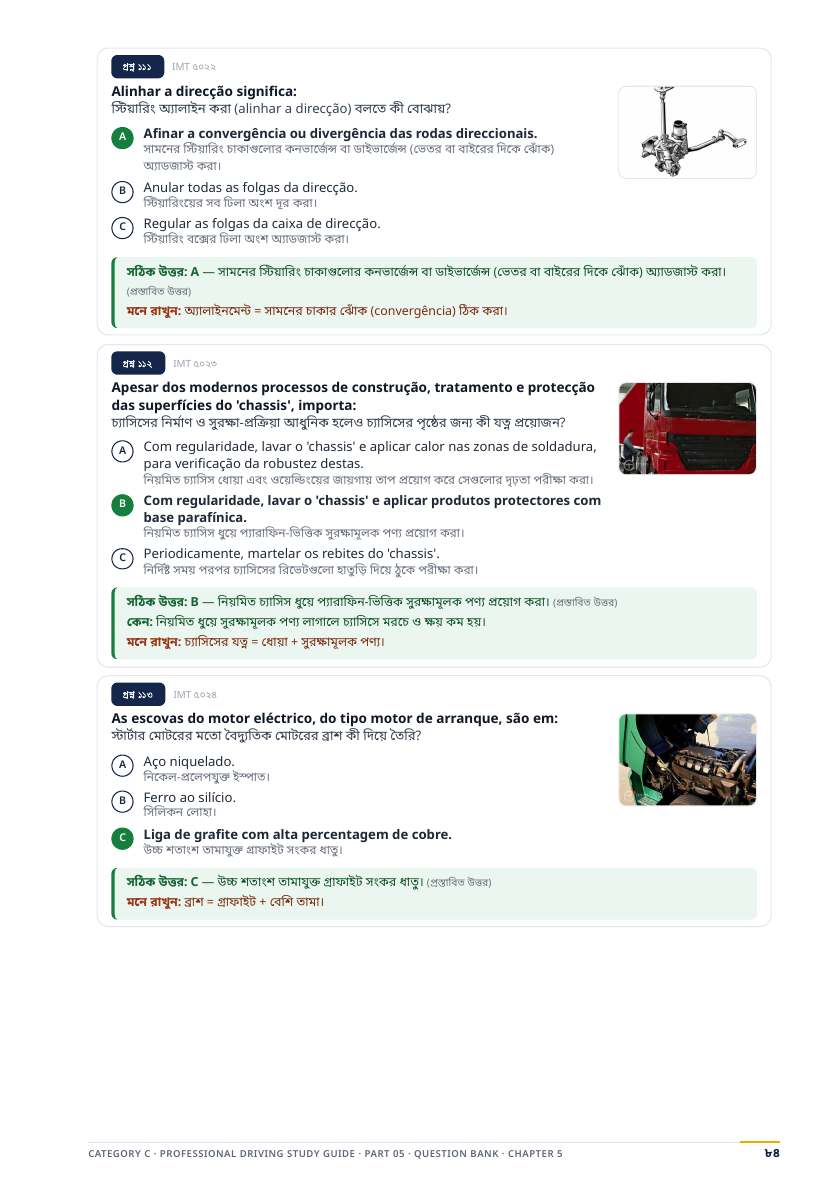 প্রশ্ন ১১১ IMT ৫০২২
Alinhar a direcção significa:
স্টিয়ারিং অ্যালাইন করা (alinhar a direcção) বলতে কী বোঝায়?
A Afinar a convergência ou divergência das rodas direccionais.
সামনের স্টিয়ারিং চাকাগুলোর কনভার্জেন্স বা ডাইভার্জেন্স (ভেতর বা বাইরের দিকে ঝোঁক)
অ্যাডজাস্ট করা।
B Anular todas as folgas da direcção.
স্টিয়ারিংয়ের সব ঢিলা অংশ দূর করা।
C Regular as folgas da caixa de direcção.
স্টিয়ারিং বক্সের ঢিলা অংশ অ্যাডজাস্ট করা।
সঠিক উত্তর: A — সামনের স্টিয়ারিং চাকাগুলোর কনভার্জেন্স বা ডাইভার্জেন্স (ভেতর বা বাইরের দিকে ঝোঁক) অ্যাডজাস্ট করা।
(প্রস্তাবিত উত্তর)
মনে রাখুন: অ্যালাইনমেন্ট = সামনের চাকার ঝোঁক (convergência) ঠিক করা।
প্রশ্ন ১১২ IMT ৫০২৩
Apesar dos modernos processos de construção, tratamento e protecção
das superfícies do 'chassis', importa:
চ্যাসিসের নির্মাণ ও সুরক্ষা-প্রক্রিয়া আধুনিক হলেও চ্যাসিসের পৃষ্ঠের জন্য কী যত্ন প্রয়োজন?
A Com regularidade, lavar o 'chassis' e aplicar calor nas zonas de soldadura,
para verificação da robustez destas.
নিয়মিত চ্যাসিস ধোয়া এবং ওয়েল্ডিংয়ের জায়গায় তাপ প্রয়োগ করে সেগুলোর দৃঢ়তা পরীক্ষা করা।
B Com regularidade, lavar o 'chassis' e aplicar produtos protectores com
base parafínica.
নিয়মিত চ্যাসিস ধুয়ে প্যারাফিন-ভিত্তিক সুরক্ষামূলক পণ্য প্রয়োগ করা।
C Periodicamente, martelar os rebites do 'chassis'.
নির্দিষ্ট সময় পরপর চ্যাসিসের রিভেটগুলো হাতুড়ি দিয়ে ঠুকে পরীক্ষা করা।
সঠিক উত্তর: B — নিয়মিত চ্যাসিস ধুয়ে প্যারাফিন-ভিত্তিক সুরক্ষামূলক পণ্য প্রয়োগ করা। (প্রস্তাবিত উত্তর)
কেন: নিয়মিত ধুয়ে সুরক্ষামূলক পণ্য লাগালে চ্যাসিসে মরচে ও ক্ষয় কম হয়।
মনে রাখুন: চ্যাসিসের যত্ন = ধোয়া + সুরক্ষামূলক পণ্য।
প্রশ্ন ১১৩ IMT ৫০২৪
As escovas do motor eléctrico, do tipo motor de arranque, são em:
স্টার্টার মোটরের মতো বৈদ্যুতিক মোটরের ব্রাশ কী দিয়ে তৈরি?
A Aço niquelado.
নিকেল-প্রলেপযুক্ত ইস্পাত।
B Ferro ao silício.
সিলিকন লোহা।
C Liga de grafite com alta percentagem de cobre.
উচ্চ শতাংশ তামাযুক্ত গ্রাফাইট সংকর ধাতু।
সঠিক উত্তর: C — উচ্চ শতাংশ তামাযুক্ত গ্রাফাইট সংকর ধাতু। (প্রস্তাবিত উত্তর)
মনে রাখুন: ব্রাশ = গ্রাফাইট + বেশি তামা।
CATEGORY C · PROFESSIONAL DRIVING STUDY GUIDE · PART 05 · QUESTION BANK · CHAPTER 5 ৮৪